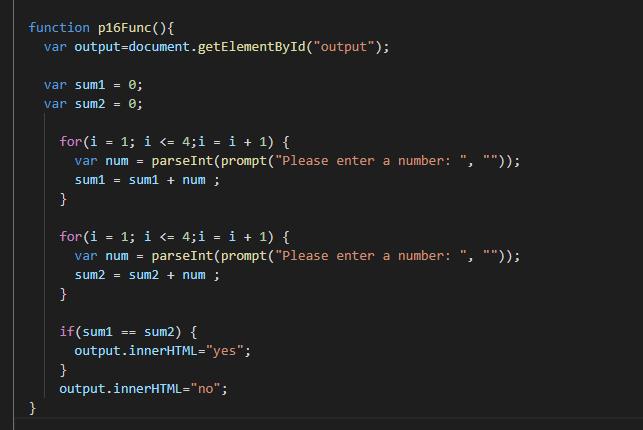 function p16Func(){
var output=document.getElementById("output");
var sum1 = 0;
var sum2 = 0;
for(i = 1; i <= 4;i = i + 1) {
var num = parseInt(prompt("Please enter a number: ", ""));
sum1 = sum1 + num ;
}
for(i = 1; i <= 4;i = i + 1) {
var num = parseInt(prompt("Please enter a number: ", ""));
sum2 = sum2 + num ;
}
if(sum1 == sum2) {
output.innerHTML="yes";
}
output.innerHTML="no";
}